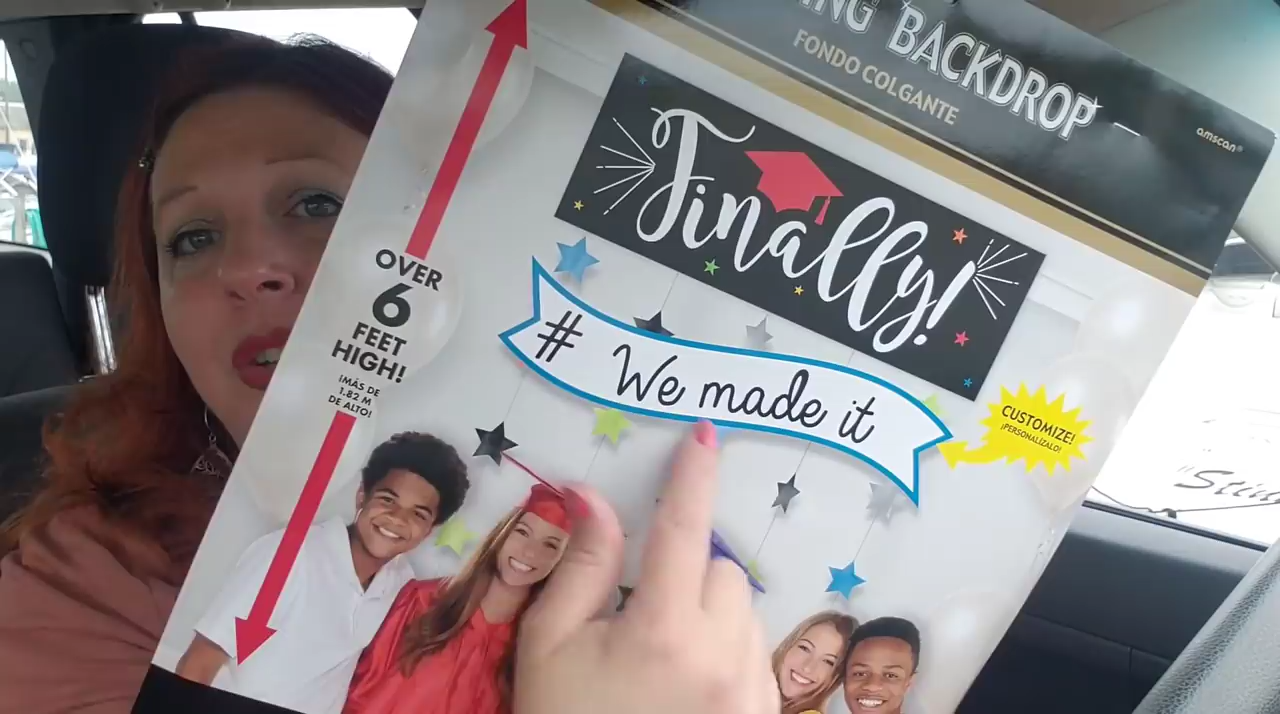 BACKDROP
FONDO COLGANTE
amscan®
Finally!
# We made it
OVER
6
FEET
HIGH!
¡MÁS DE
1,82 M
DE ALTO!
CUSTOMIZE!
¡PERSONALÍZALO!